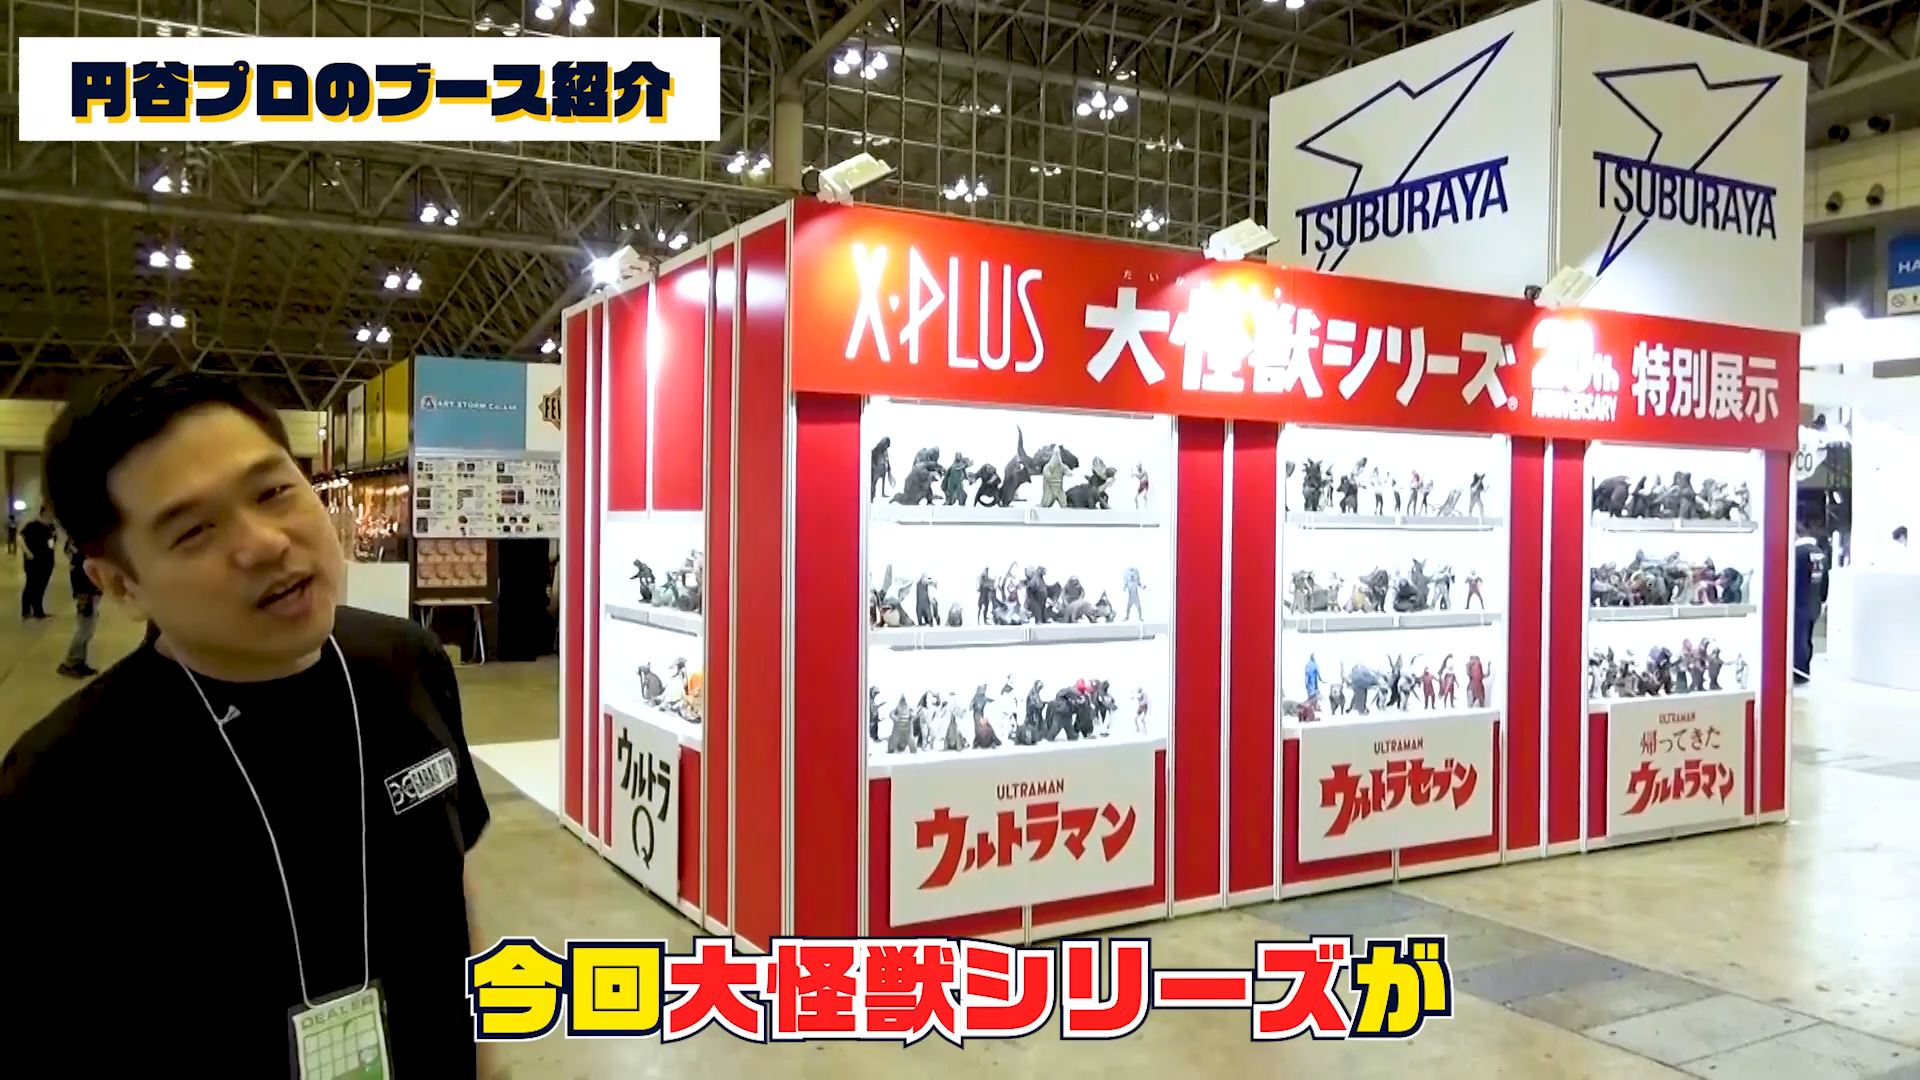 円谷プロのブース紹介
TSUBURAYA
TSUBURAYA
X-PLUS 大怪獣シリーズ® 20th ANNIVERSARY 特別展示
ART STORM Co.,Ltd.
ウルトラQ
ULTRAMAN
ウルトラマン
ULTRAMAN
ウルトラセブン
ULTRAMAN
帰ってきた
ウルトラマン
DEALER
今回大怪獣シリーズが